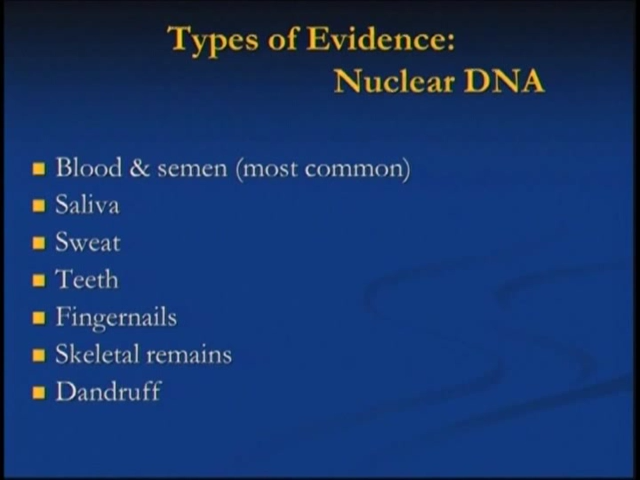 Types of Evidence:
Nuclear DNA
Blood & semen (most common)
Saliva
Sweat
Teeth
Fingernails
Skeletal remains
Dandruff